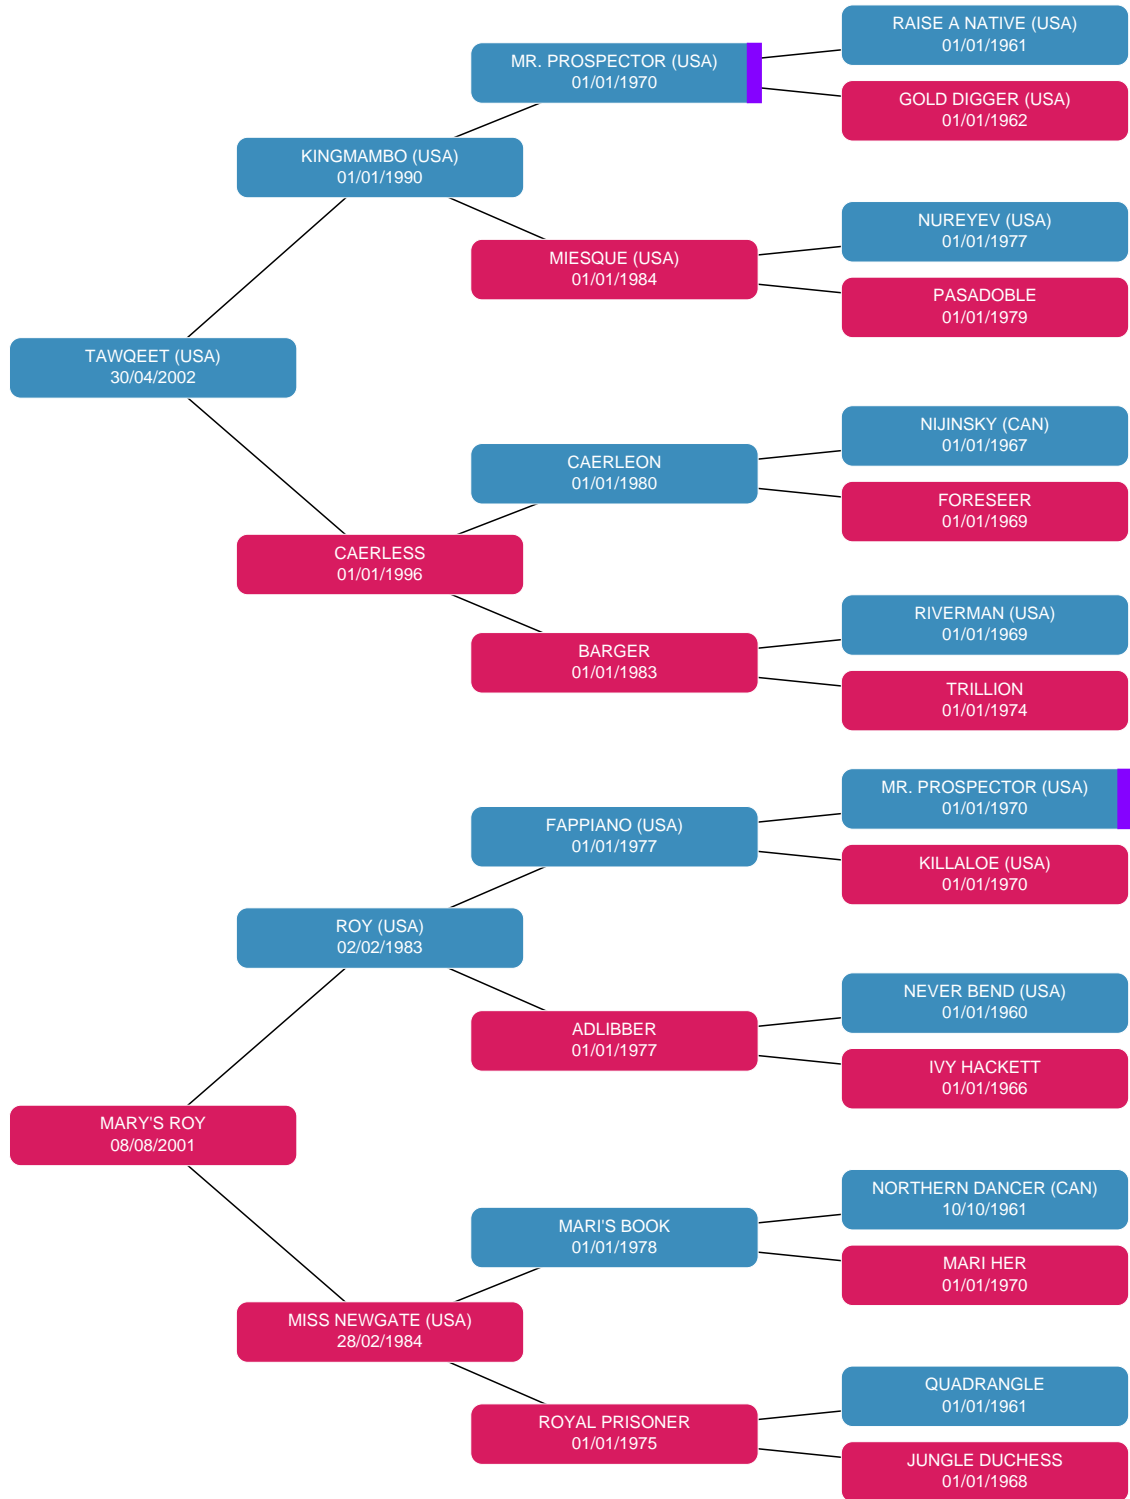 RAISE A NATIVE (USA)
01/01/1961
MR. PROSPECTOR (USA)
01/01/1970
GOLD DIGGER (USA)
01/01/1962
KINGMAMBO (USA)
01/01/1990
NUREYEV (USA)
01/01/1977
MIESQUE (USA)
01/01/1984
PASADOBLE
01/01/1979
TAWQEET (USA)
30/04/2002
NIJINSKY (CAN)
01/01/1967
CAERLEON
01/01/1980
FORESEER
01/01/1969
CAERLESS
01/01/1996
RIVERMAN (USA)
01/01/1969
BARGER
01/01/1983
TRILLION
01/01/1974
MR. PROSPECTOR (USA)
01/01/1970
FAPPIANO (USA)
01/01/1977
KILLALOE (USA)
01/01/1970
ROY (USA)
02/02/1983
NEVER BEND (USA)
01/01/1960
ADLIBBER
01/01/1977
IVY HACKETT
01/01/1966
MARY'S ROY
08/08/2001
NORTHERN DANCER (CAN)
10/10/1961
MARI'S BOOK
01/01/1978
MARI HER
01/01/1970
MISS NEWGATE (USA)
28/02/1984
QUADRANGLE
01/01/1961
ROYAL PRISONER
01/01/1975
JUNGLE DUCHESS
01/01/1968